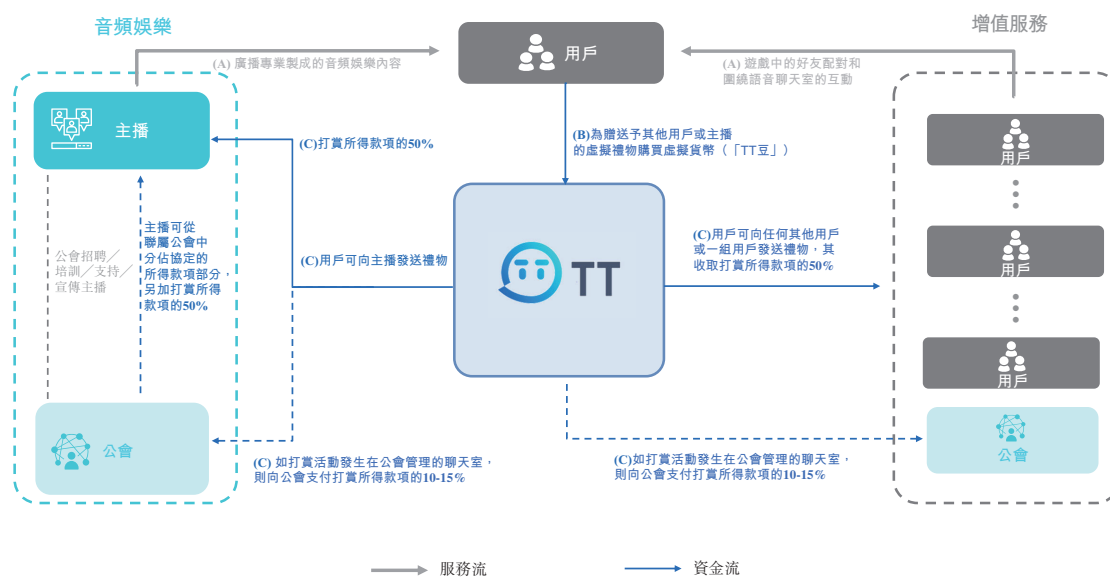 音頻娛樂
增值服務
用戶
(A) 廣播專業製成的音頻娛樂內容
(A) 遊戲中的好友配對和
圍繞語音聊天室的互動
主播
(C)打賞所得款項的50%
(B)為贈送予其他用戶或主播
的虛擬禮物購買虛擬貨幣（「TT豆」）
用戶
公會招聘／
培訓／支持／
宣傳主播
主播可從
聯屬公會中
分佔協定的
所得款項部分，
另加打賞所得
款項的50%
(C)用戶可向主播發送禮物
TT
(C)用戶可向任何其他用戶
或一組用戶發送禮物，其
收取打賞所得款項的50%
用戶
用戶
公會
(C) 如打賞活動發生在公會管理的聊天室，
則向公會支付打賞所得款項的10-15%
(C)如打賞活動發生在公會管理的聊天室，
則向公會支付打賞所得款項的10-15%
公會
服務流
資金流